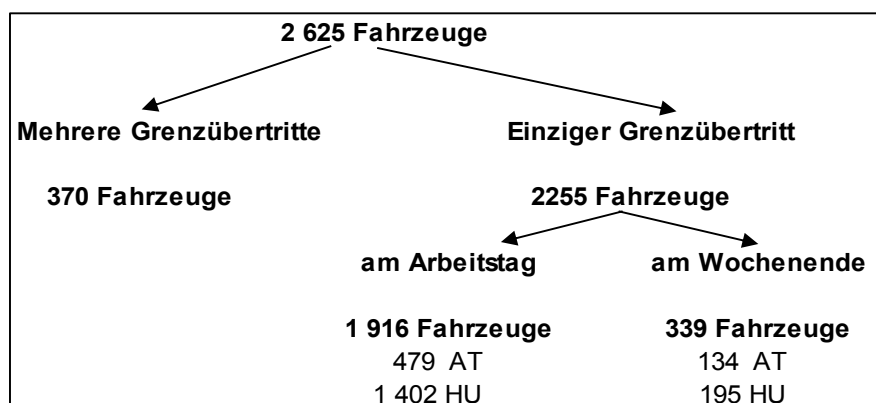 2 625 Fahrzeuge
Mehrere Grenzübertritte Einziger Grenzübertritt
370 Fahrzeuge 2255 Fahrzeuge
am Arbeitstag am Wochenende
1 916 Fahrzeuge 339 Fahrzeuge
479 AT 134 AT
1 402 HU 195 HU